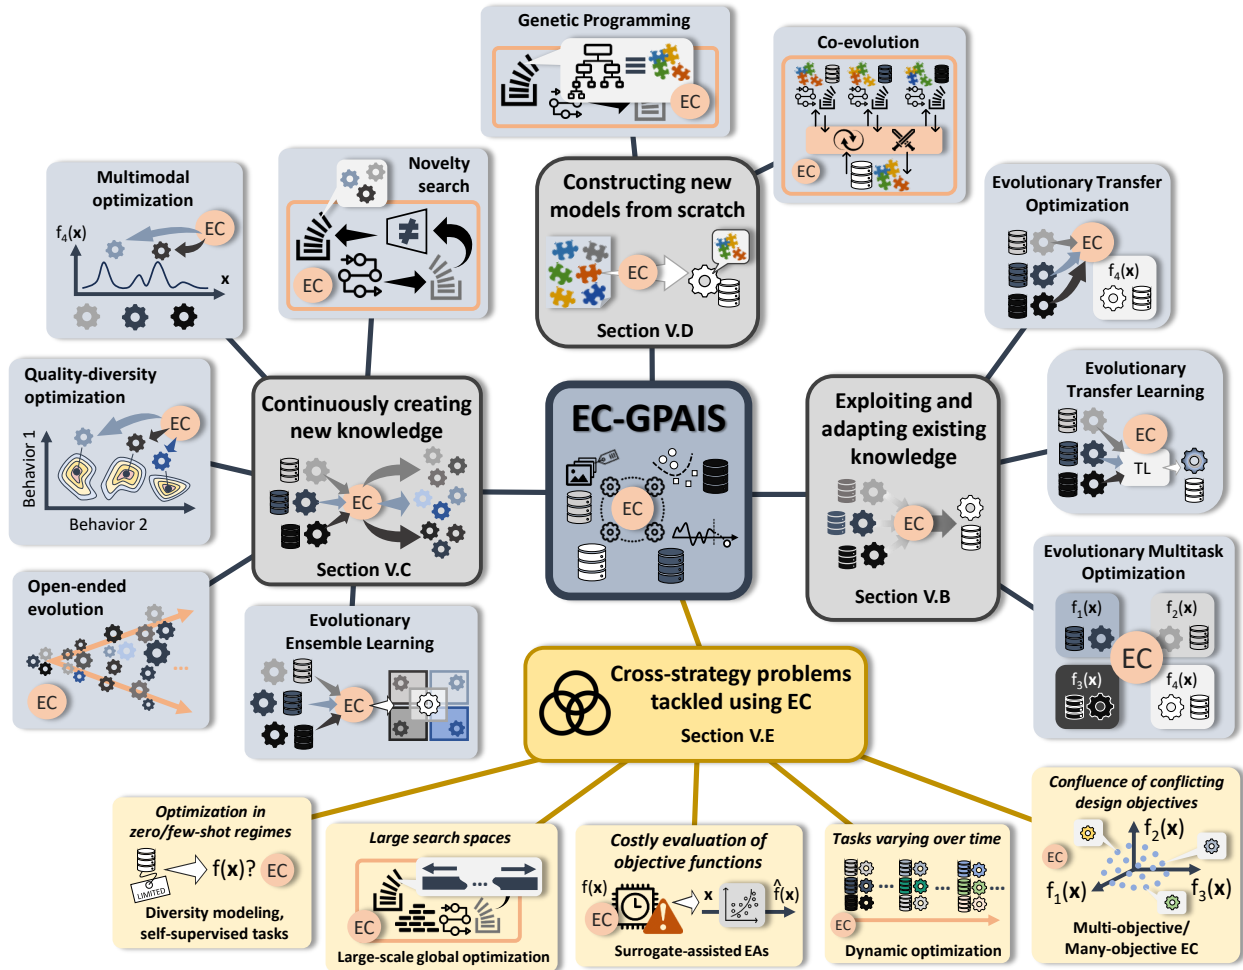 Genetic Programming
EC
Co-evolution
EC
Multimodal
optimization
f4(x)
EC
x
Novelty
search
≠
EC
Constructing new
models from scratch
EC
Section V.D
Evolutionary Transfer
Optimization
EC
f4(x)
Quality-diversity
optimization
EC
Behavior 1
Behavior 2
Continuously creating
new knowledge
EC
Section V.C
EC-GPAIS
EC
Exploiting and
adapting existing
knowledge
EC
Section V.B
Evolutionary
Transfer Learning
EC
TL
Open-ended
evolution
...
EC
Evolutionary
Ensemble Learning
EC
Evolutionary Multitask
Optimization
f1(x)
f2(x)
EC
f3(x)
f4(x)
Cross-strategy problems
tackled using EC
Section V.E
Optimization in
zero/few-shot regimes
f(x)?
EC
LIMITED
Diversity modeling,
self-supervised tasks
Large search spaces
...
EC
Large-scale global optimization
Costly evaluation of
objective functions
f(x)
x
f̂(x)
EC
Surrogate-assisted EAs
Tasks varying over time
... ...
EC
Dynamic optimization
Confluence of conflicting
design objectives
EC
f2(x)
f1(x)
f3(x)
Multi-objective/
Many-objective EC